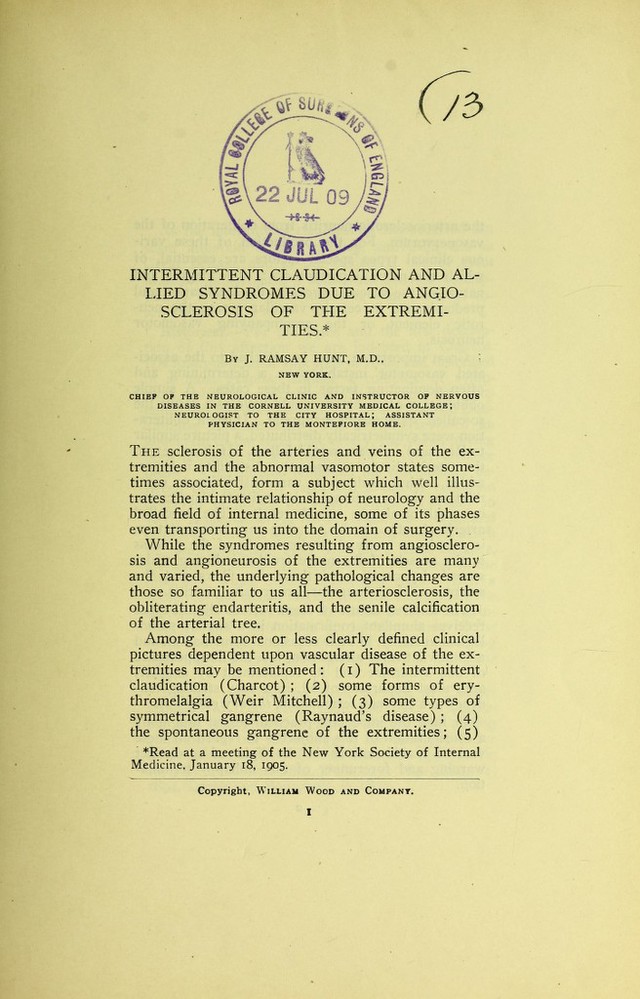 13
ROYAL COLLEGE OF SURGEONS OF ENGLAND
22 JUL 09
* LIBRARY *
INTERMITTENT CLAUDICATION AND AL-
LIED SYNDROMES DUE TO ANGIO-
SCLEROSIS OF THE EXTREMI-
TIES.*
By J. RAMSAY HUNT, M.D..
NEW YORK.
CHIEF OF THE NEUROLOGICAL CLINIC AND INSTRUCTOR OF NERVOUS
DISEASES IN THE CORNELL UNIVERSITY MEDICAL COLLEGE;
NEUROLOGIST TO THE CITY HOSPITAL; ASSISTANT
PHYSICIAN TO THE MONTEFIORE HOME.
THE sclerosis of the arteries and veins of the ex-
tremities and the abnormal vasomotor states some-
times associated, form a subject which well illus-
trates the intimate relationship of neurology and the
broad field of internal medicine, some of its phases
even transporting us into the domain of surgery.
While the syndromes resulting from angiosclero-
sis and angioneurosis of the extremities are many
and varied, the underlying pathological changes are
those so familiar to us all—the arteriosclerosis, the
obliterating endarteritis, and the senile calcification
of the arterial tree.
Among the more or less clearly defined clinical
pictures dependent upon vascular disease of the ex-
tremities may be mentioned: (1) The intermittent
claudication (Charcot); (2) some forms of ery-
thromelalgia (Weir Mitchell); (3) some types of
symmetrical gangrene (Raynaud's disease); (4)
the spontaneous gangrene of the extremities; (5)
*Read at a meeting of the New York Society of Internal
Medicine, January 18, 1905.
Copyright, WILLIAM WOOD AND COMPANY.
1